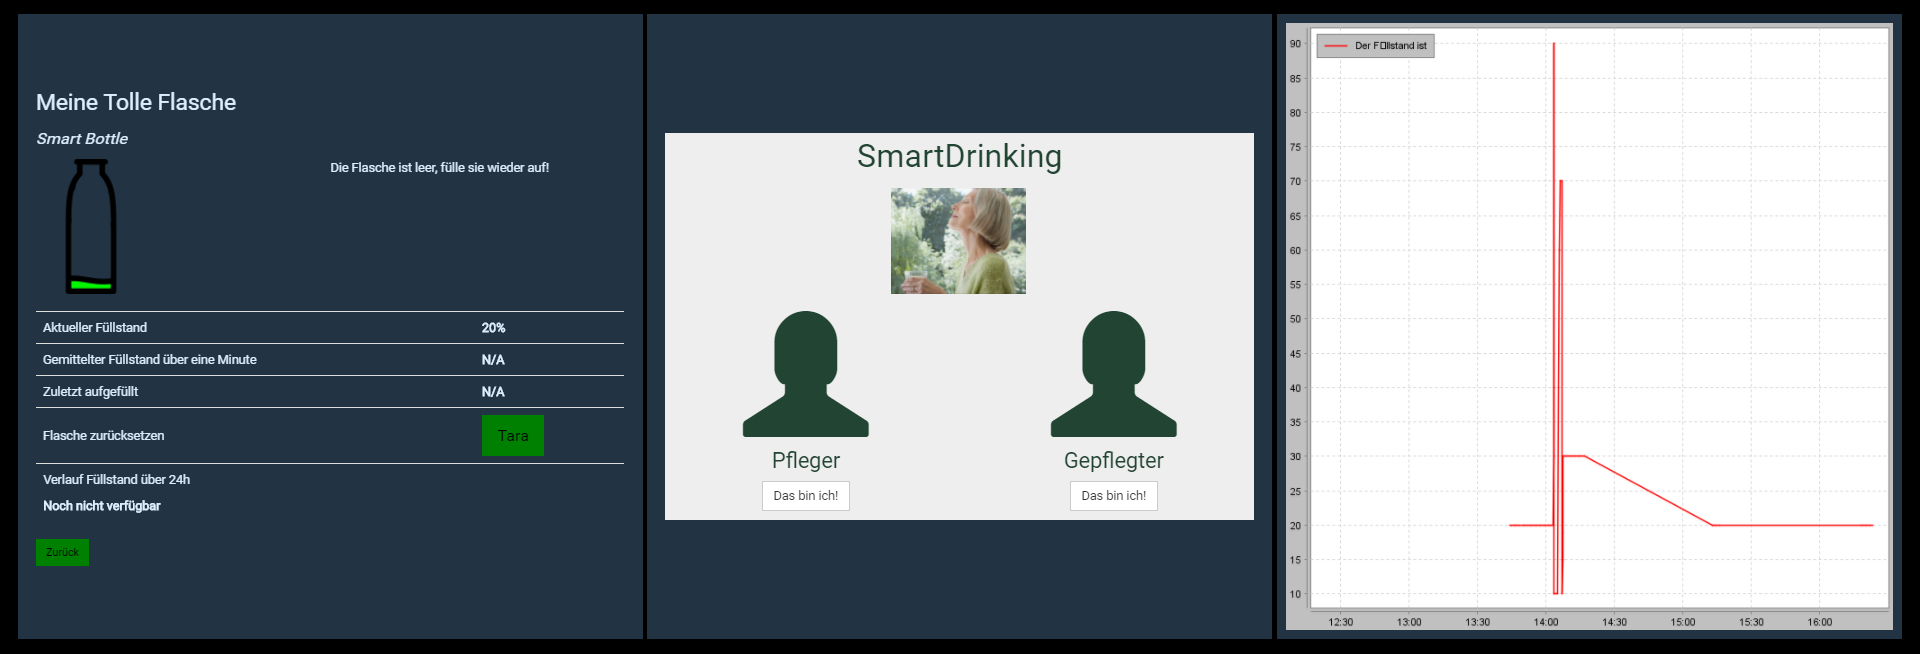 Meine Tolle Flasche
Smart Bottle
Die Flasche ist leer, fülle sie wieder auf!
Aktueller Füllstand 20%
Gemittelter Füllstand über eine Minute N/A
Zuletzt aufgefüllt N/A
Flasche zurücksetzen Tara
Verlauf Füllstand über 24h
Noch nicht verfügbar
Zurück
SmartDrinking
Pfleger
Das bin ich!
Gepflegter
Das bin ich!
Der F□llstand ist
90
85
80
75
70
65
60
55
50
45
40
35
30
25
20
15
10
12:30 13:00 13:30 14:00 14:30 15:00 15:30 16:00